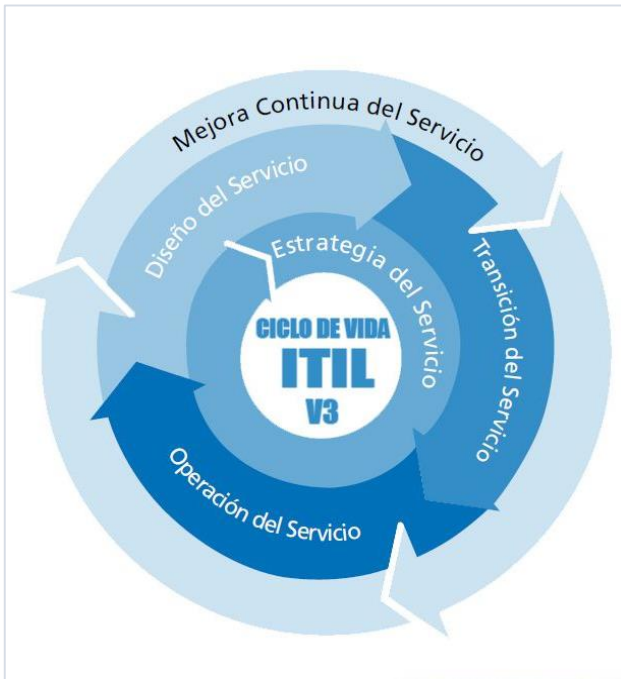 Mejora Continua del Servicio
Diseño del Servicio
Estrategia del Servicio
Transición del Servicio
CICLO DE VIDA
ITIL
V3
Operación del Servicio